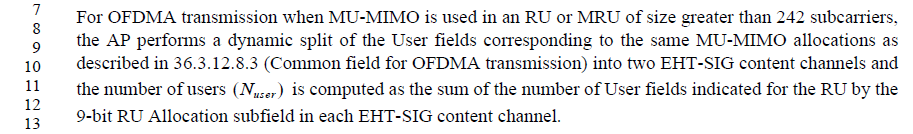 7
8
9
10
11
12
13
For OFDMA transmission when MU-MIMO is used in an RU or MRU of size greater than 242 subcarriers,
the AP performs a dynamic split of the User fields corresponding to the same MU-MIMO allocations as
described in 36.3.12.8.3 (Common field for OFDMA transmission) into two EHT-SIG content channels and
the number of users (Nuser) is computed as the sum of the number of User fields indicated for the RU by the
9-bit RU Allocation subfield in each EHT-SIG content channel.